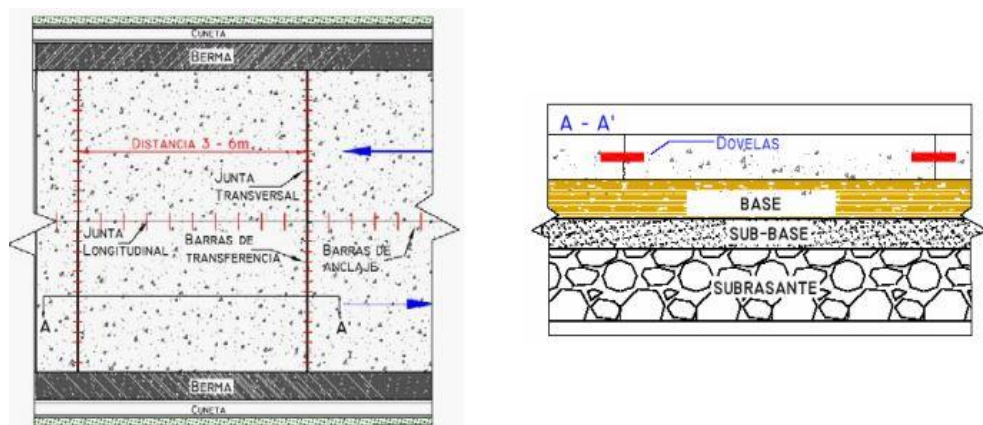 CUNETA
BERMA
DISTANCIA 3 - 6m
JUNTA
TRANSVERSAL
JUNTA
LONGITUDINAL
BARRAS DE
TRANSFERENCIA
BARRAS DE
ANCLAJE
A
A'
BERMA
CUNETA
A - A'
DOVELAS
BASE
SUB-BASE
SUBRASANTE